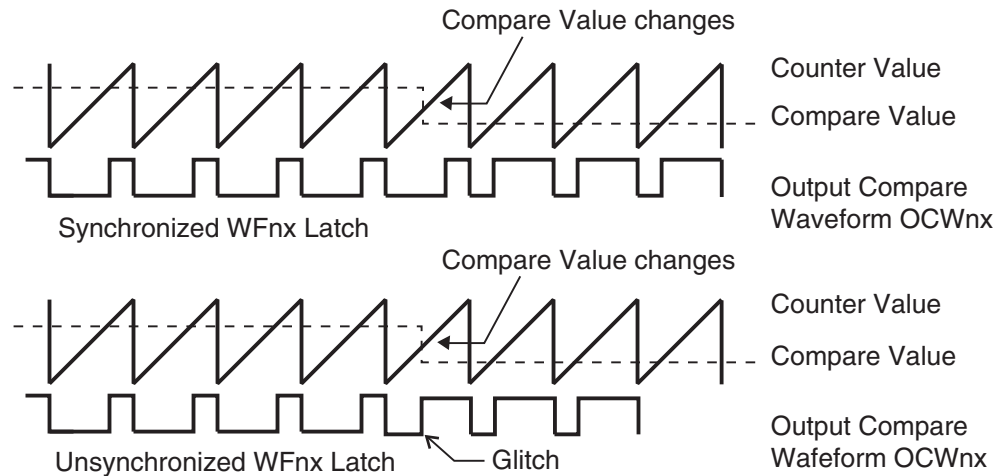 Compare Value changes
Counter Value
Compare Value
Output Compare
Waveform OCWnx
Synchronized WFnx Latch
Compare Value changes
Counter Value
Compare Value
Output Compare
Wafeform OCWnx
Unsynchronized WFnx Latch
Glitch